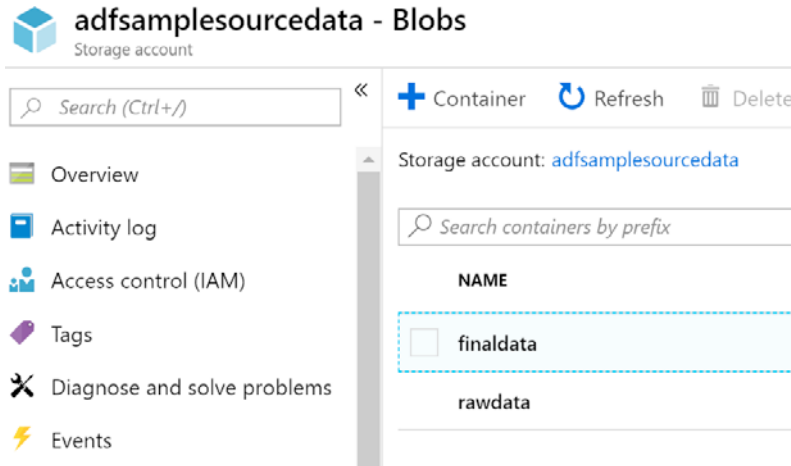 adfsamplesourcedata - Blobs
Storage account
Search (Ctrl+/)
Overview
Activity log
Access control (IAM)
Tags
Diagnose and solve problems
Events
Container Refresh Delete
Storage account: adfsamplesourcedata
Search containers by prefix
NAME
finaldata
rawdata